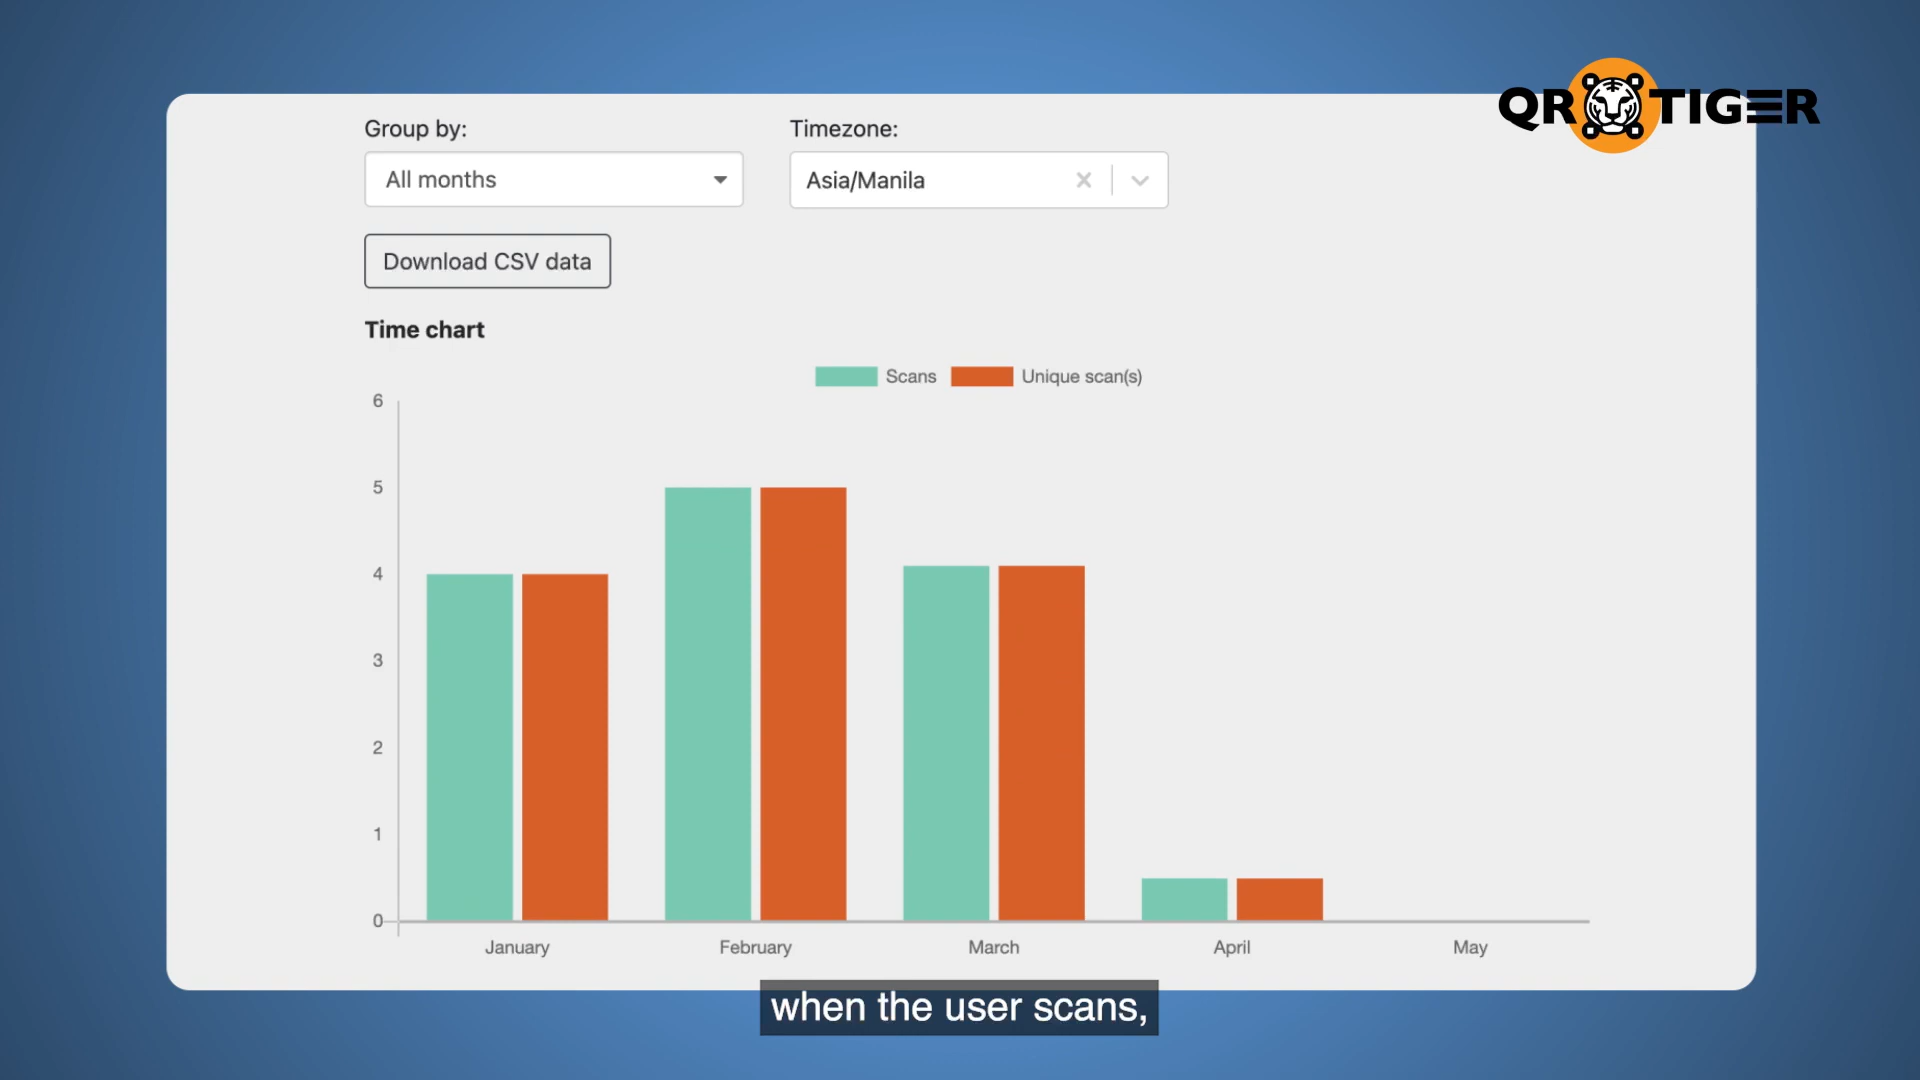 QR TIGER
Group by:
Timezone:
All months
Asia/Manila
Download CSV data
Time chart
Scans
Unique scan(s)
6
5
4
3
2
1
0
January
February
March
April
May
when the user scans,